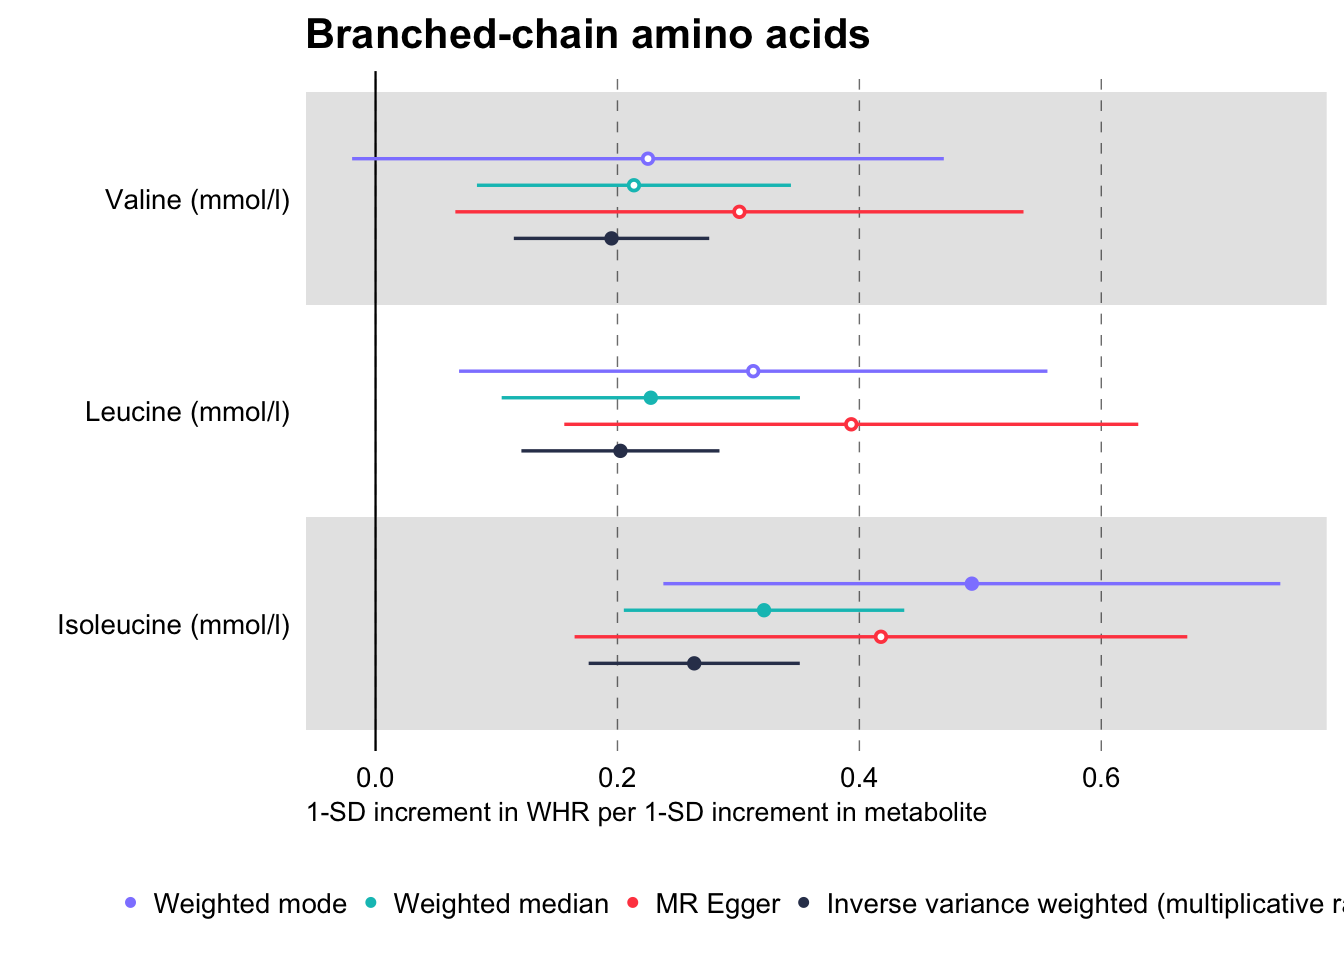 Branched-chain amino acids
Valine (mmol/l)
Leucine (mmol/l)
Isoleucine (mmol/l)
0.0 0.2 0.4 0.6
1-SD increment in WHR per 1-SD increment in metabolite
Weighted mode Weighted median MR Egger Inverse variance weighted (multiplicative